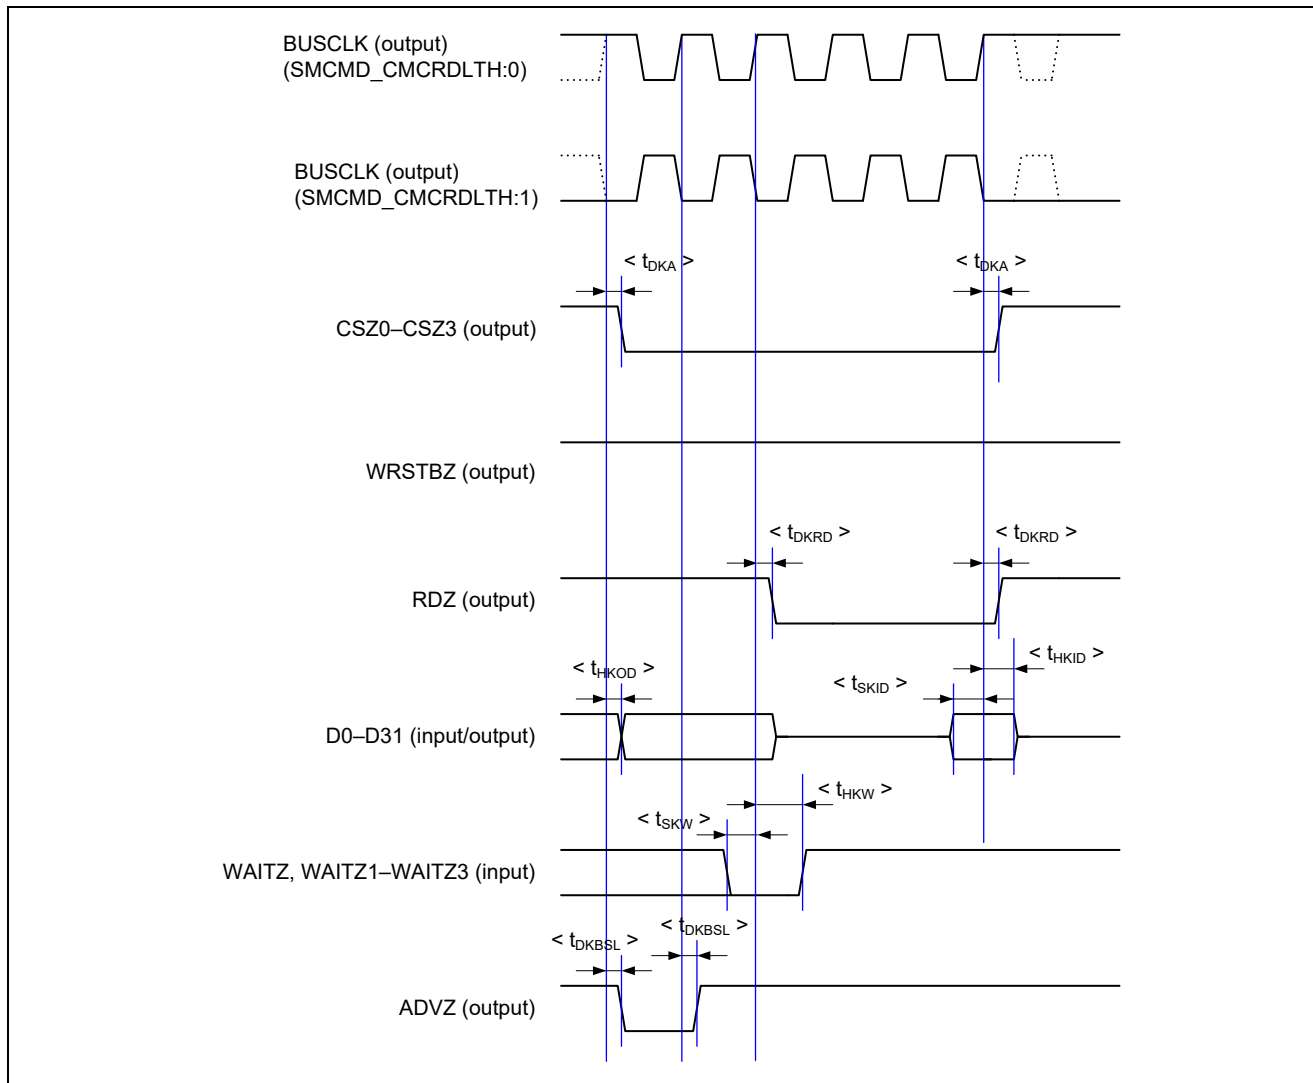 BUSCLK (output)
(SMCMD_CMCRDLTH:0)
BUSCLK (output)
(SMCMD_CMCRDLTH:1)
< tDKA > < tDKA >
CSZ0–CSZ3 (output)
WRSTBZ (output)
< tDKRD > < tDKRD >
RDZ (output)
< tHKOD > < tSKID > < tHKID >
D0–D31 (input/output)
< tSKW > < tHKW >
WAITZ, WAITZ1–WAITZ3 (input)
< tDKBSL > < tDKBSL >
ADVZ (output)